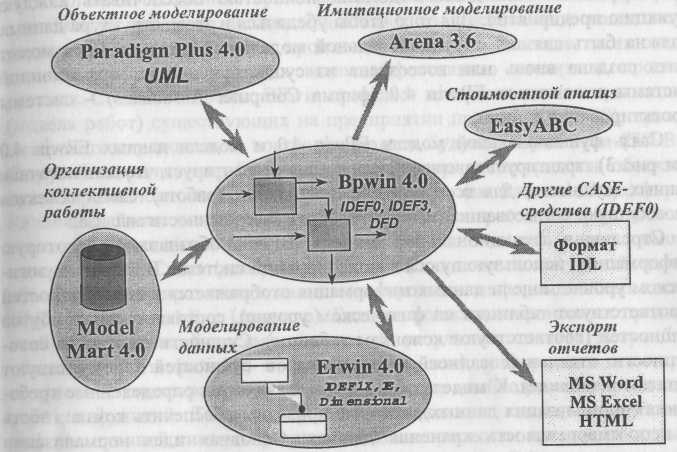 Объектное моделирование
Paradigm Plus 4.0
UML
Имитационное моделирование
Arena 3.6
Стоимостной анализ
EasyABC
Организация
коллективной
работы
Bpwin 4.0
IDEF0, IDEF3,
DFD
Другие CASE-
средства (IDEF0)
Формат
IDL
Model
Mart 4.0
Моделирование
данных
Erwin 4.0
Dimensional
Экспорт
отчетов
MS Word
MS Excel
HTML